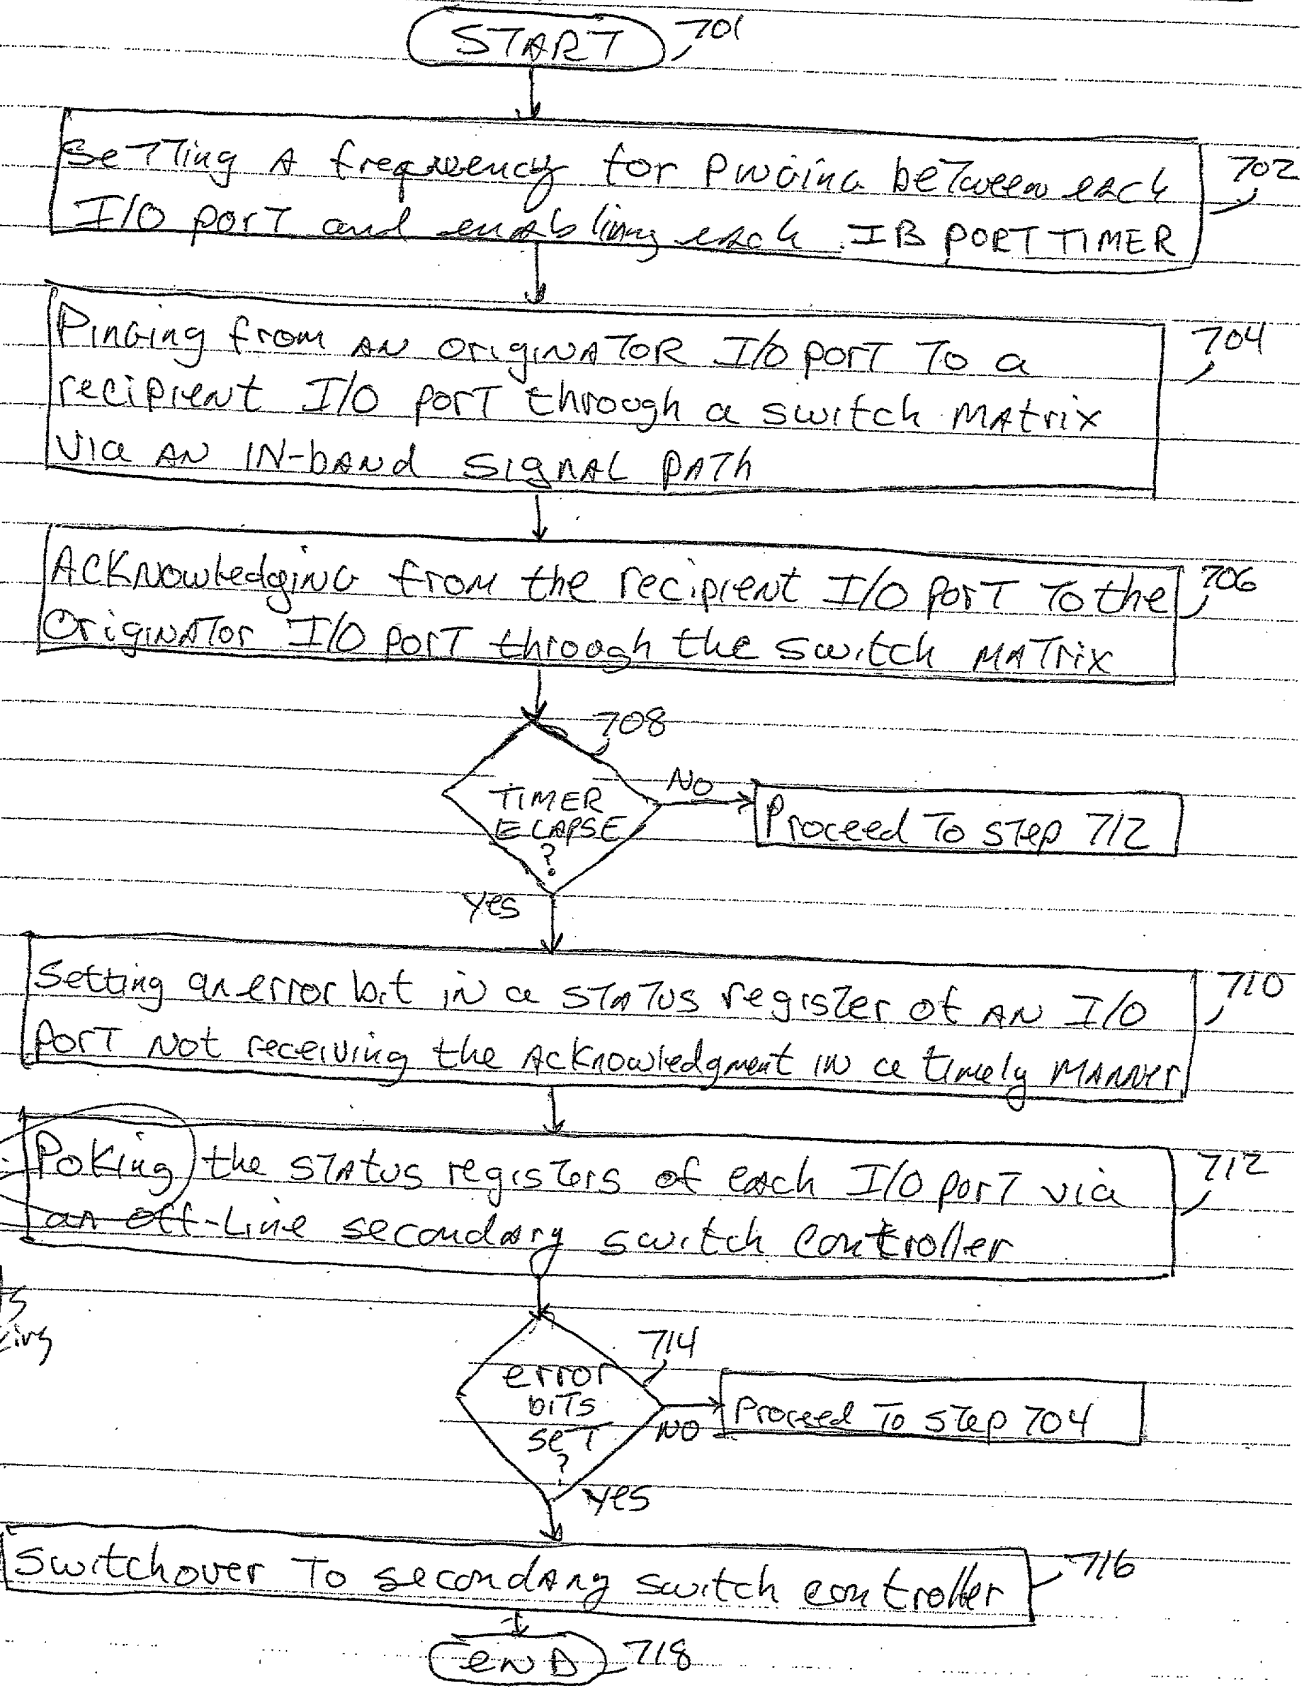 START 701
Setting A frequency for Pinging between each 702
I/O PORT and enabling each IB PORT TIMER
Pinging from AN ORIGINATOR I/O PORT TO a 704
recipient I/O PORT through a switch MAtrix
via AN IN-bAND SIgnAL PATh
ACKNowledging from the recipient I/O PORT To the 706
OrigiNATor I/O PORT through the switch MATrix
708
TIMER
ELAPSE
?
NO
Proceed To step 712
Yes
Setting an error bit in a STATUS register of AN I/O 710
PORT Not receiving the Acknowledgment in a timely MANNer
Poking the status registers of each I/O port via 712
an off-Line secondary switch controller
714
error
bits
seT
?
NO
Proceed To step 704
Yes
Switchover To secondary switch controller 716
END 718